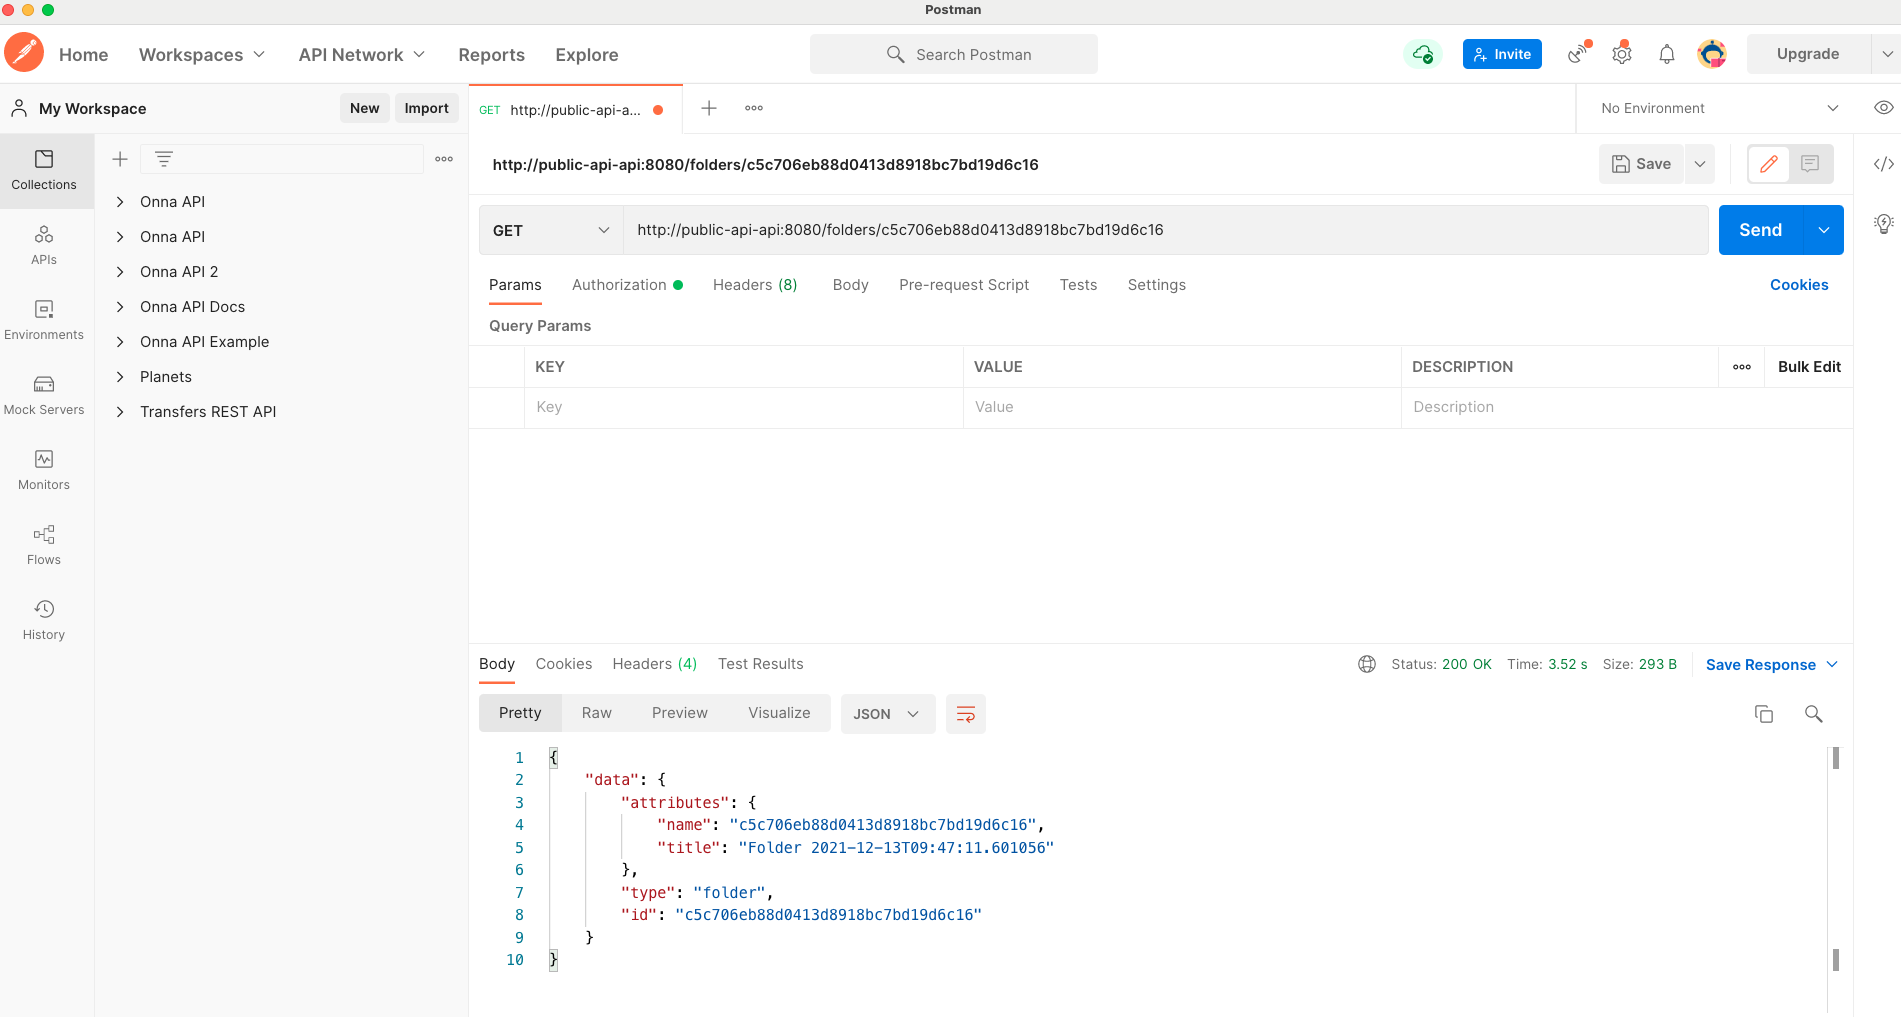 Postman
Home Workspaces API Network Reports Explore Search Postman Invite Upgrade
My Workspace New Import GET http://public-api-a... No Environment
Collections
APIs
Environments
Mock Servers
Monitors
Flows
History
Onna API
Onna API
Onna API 2
Onna API Docs
Onna API Example
Planets
Transfers REST API
http://public-api-api:8080/folders/c5c706eb88d0413d8918bc7bd19d6c16 Save
GET http://public-api-api:8080/folders/c5c706eb88d0413d8918bc7bd19d6c16 Send
Params Authorization Headers (8) Body Pre-request Script Tests Settings Cookies
Query Params
KEY VALUE DESCRIPTION Bulk Edit
Key Value Description
Body Cookies Headers (4) Test Results Status: 200 OK Time: 3.52 s Size: 293 B Save Response
Pretty Raw Preview Visualize JSON
1 {
2 "data": {
3 "attributes": {
4 "name": "c5c706eb88d0413d8918bc7bd19d6c16",
5 "title": "Folder 2021-12-13T09:47:11.601056"
6 },
7 "type": "folder",
8 "id": "c5c706eb88d0413d8918bc7bd19d6c16"
9 }
10 }